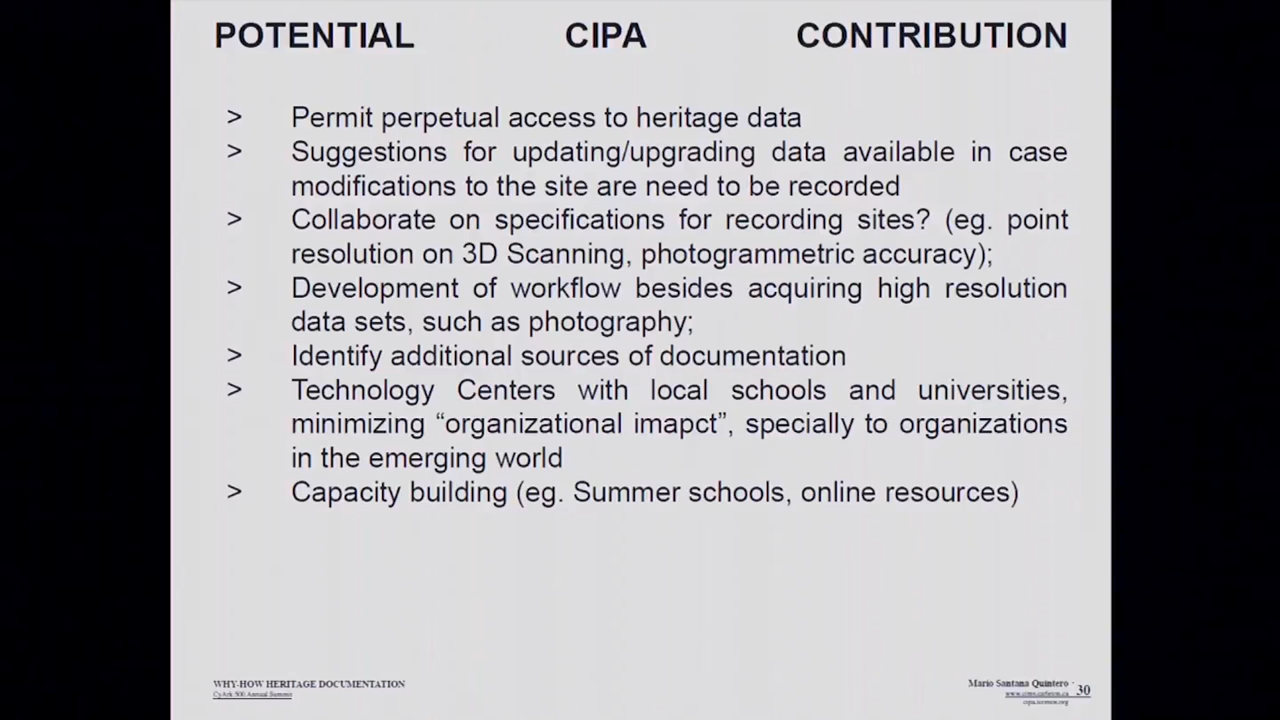 POTENTIAL CIPA CONTRIBUTION
> Permit perpetual access to heritage data
> Suggestions for updating/upgrading data available in case
modifications to the site are need to be recorded
> Collaborate on specifications for recording sites? (eg. point
resolution on 3D Scanning, photogrammetric accuracy);
> Development of workflow besides acquiring high resolution
data sets, such as photography;
> Identify additional sources of documentation
> Technology Centers with local schools and universities,
minimizing “organizational imapct”, specially to organizations
in the emerging world
> Capacity building (eg. Summer schools, online resources)
WHY-HOW HERITAGE DOCUMENTATION
CyArk 500 Annual Summit
Mario Santana Quintero
30